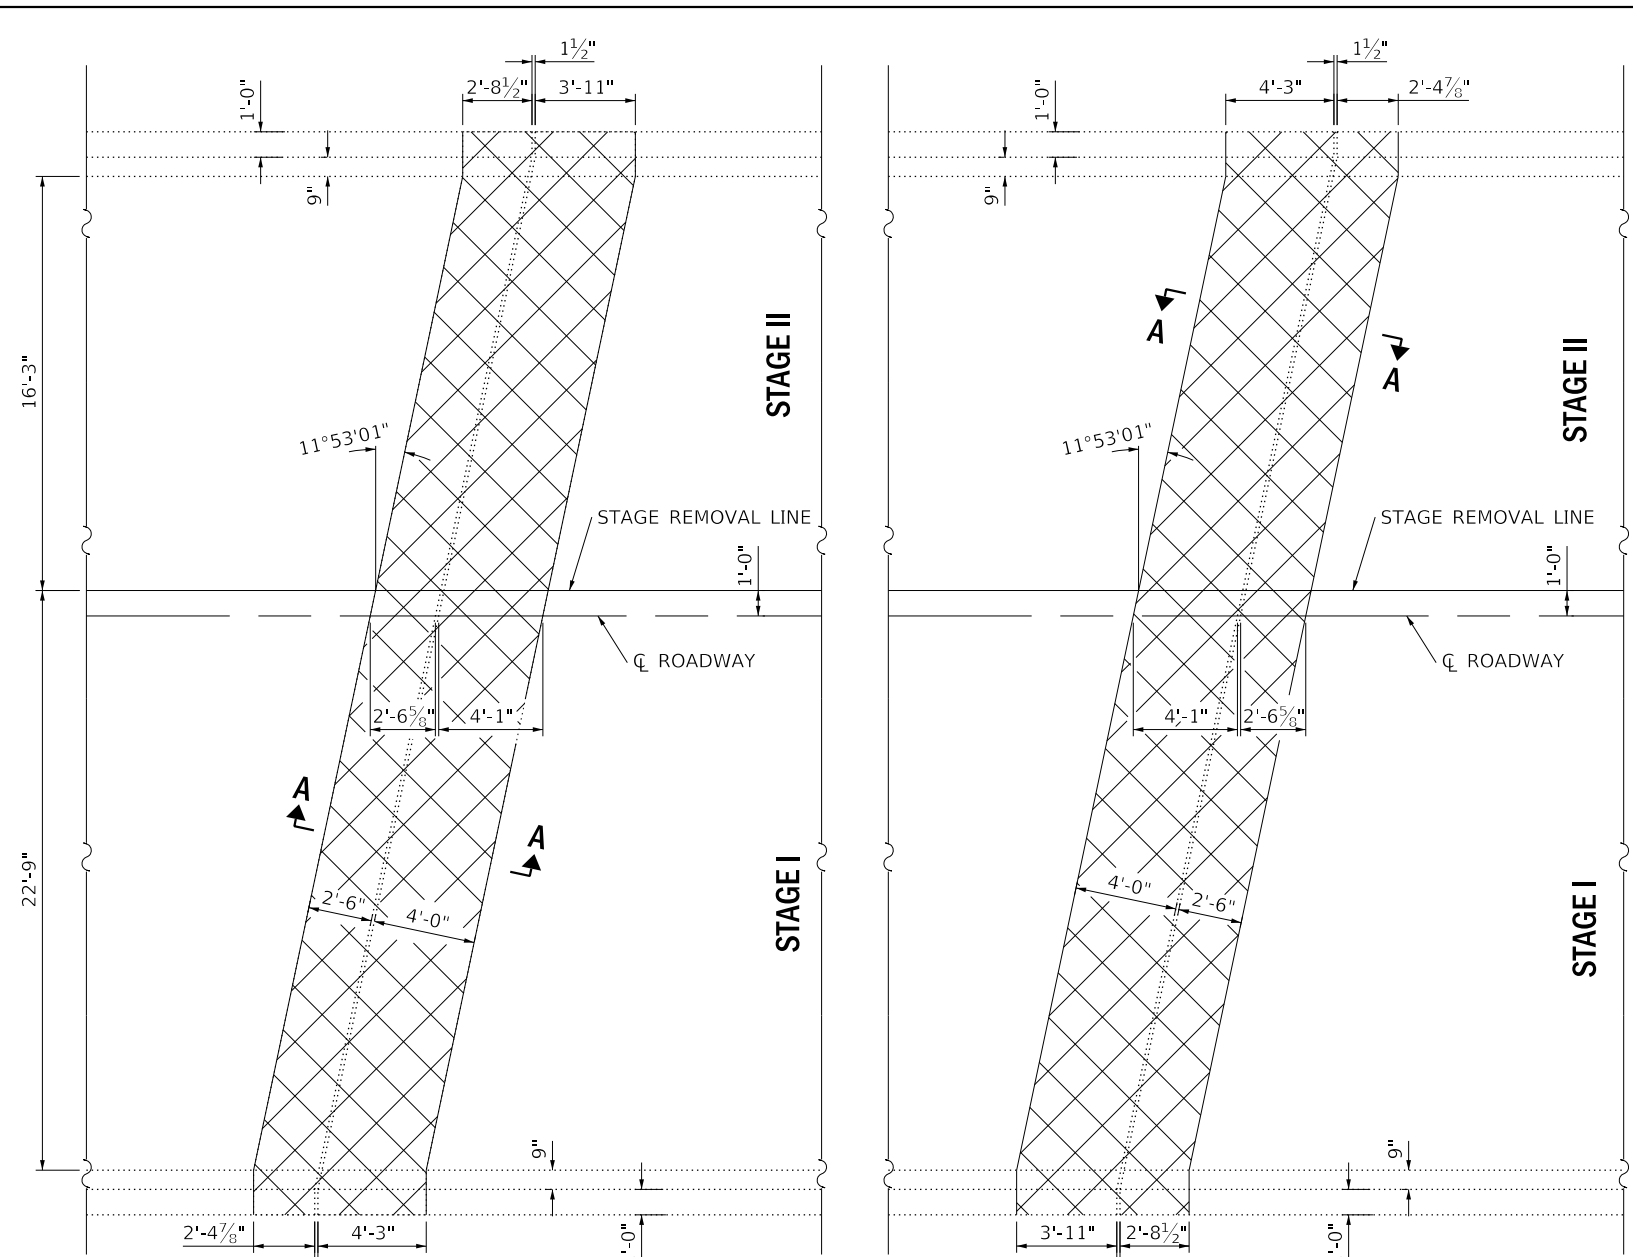 1½" 1½"
2'-8½" 3'-11" 4'-3" 2'-4⅞"
1'-0" 1'-0"
9" 9"
16'-3"
STAGE II STAGE II
A A
A
11°53'01" 11°53'01"
STAGE REMOVAL LINE STAGE REMOVAL LINE
1'-0" 1'-0"
℄ ROADWAY ℄ ROADWAY
2'-6⅝" 4'-1" 4'-1" 2'-6⅝"
A
A
22'-9"
STAGE I STAGE I
2'-6" 4'-0" 4'-0" 2'-6"
9" 9"
2'-4⅞" 4'-3" 3'-11" 2'-8½"
'-0" '-0"